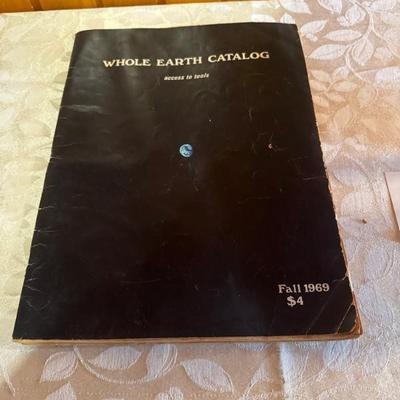 WHOLE EARTH CATALOG
access to tools
Fall 1969
$4